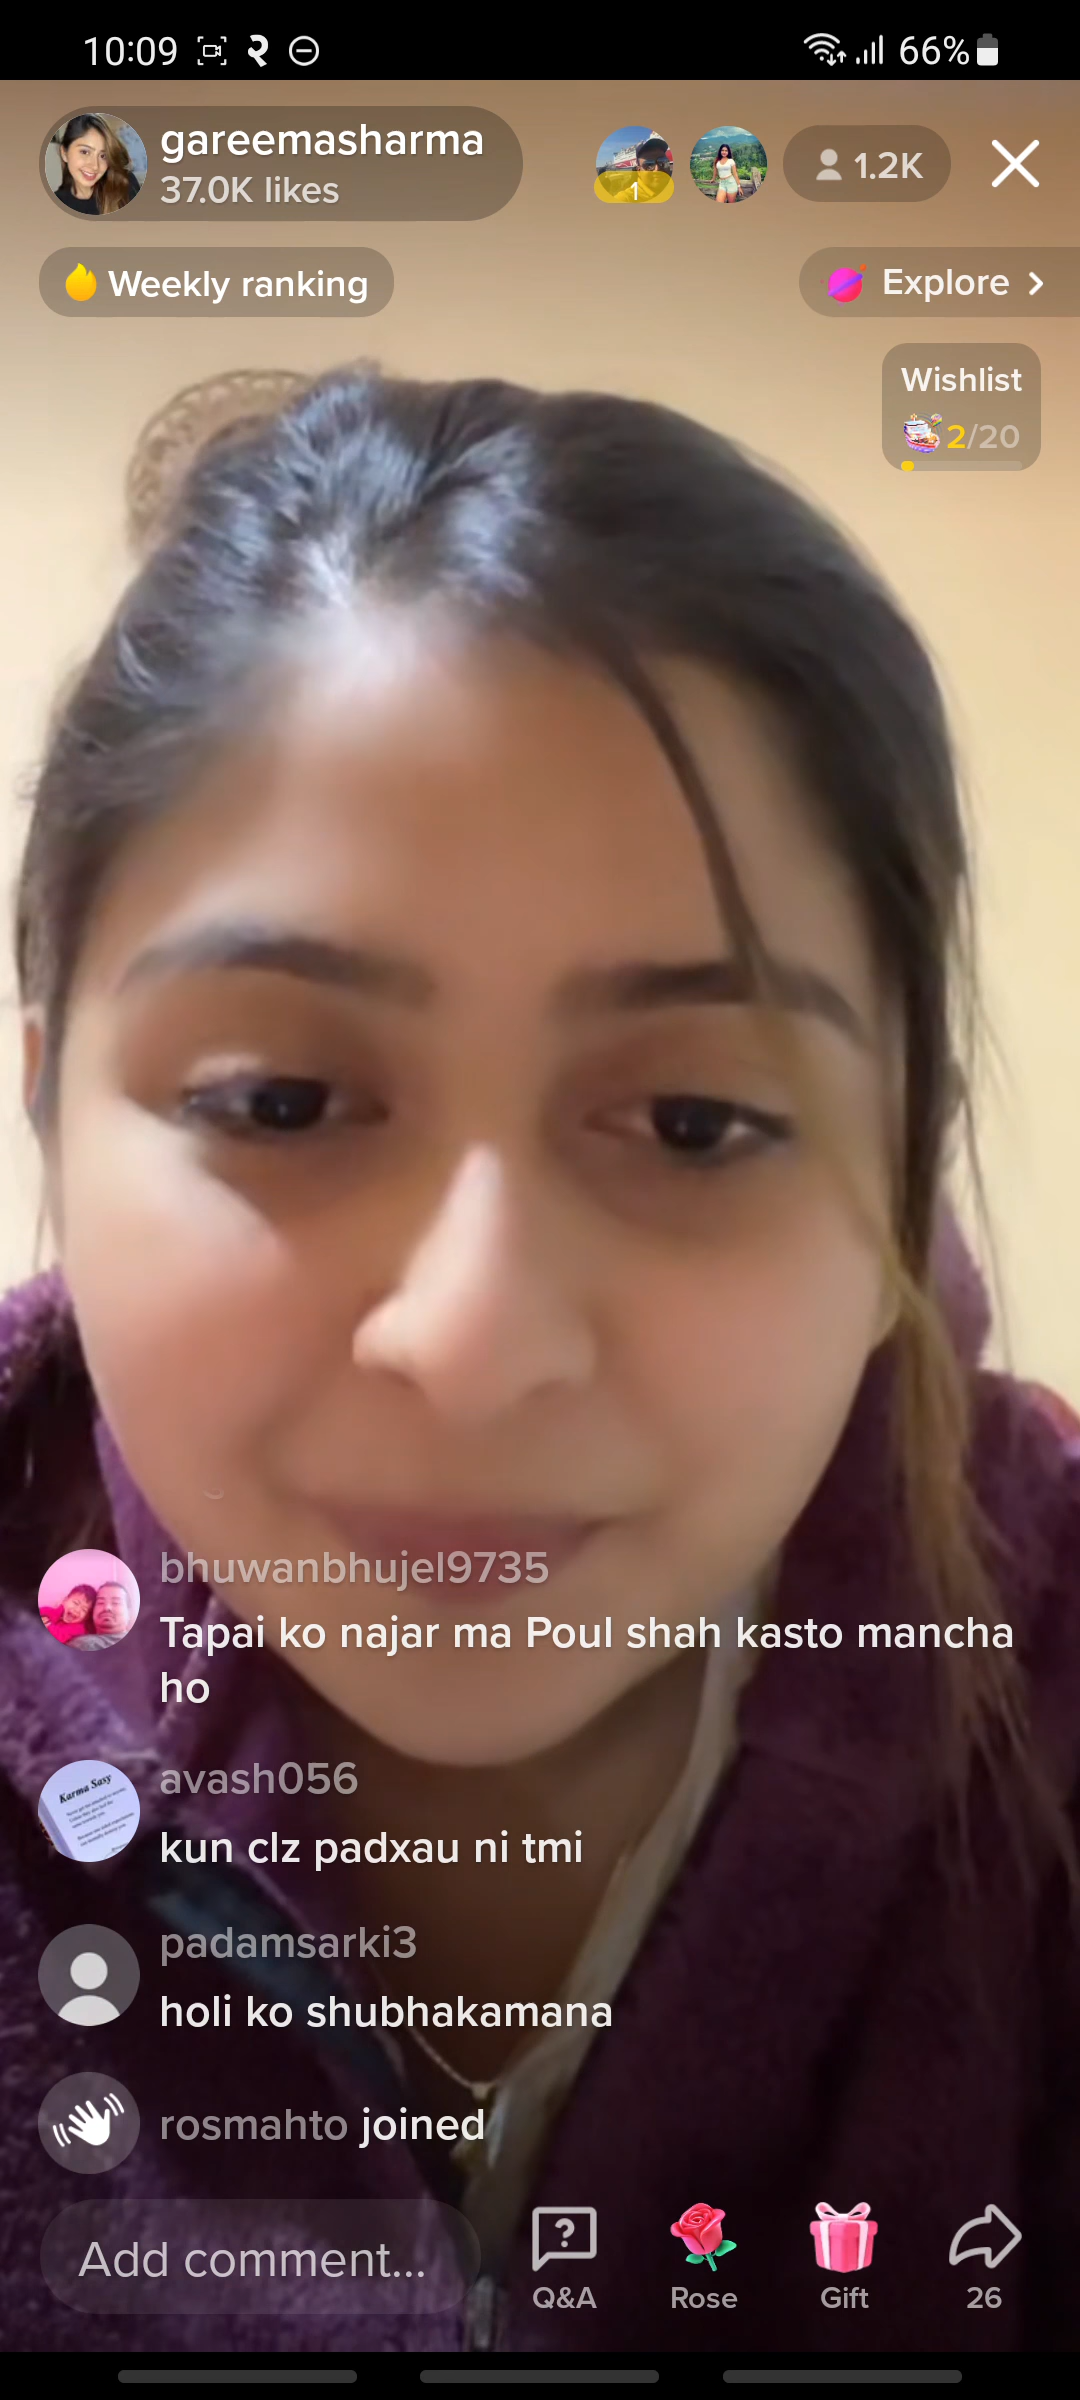 10:09
66%
gareemasharma
37.0K likes
1
1.2K
Weekly ranking
Explore
Wishlist
2/20
bhuwanbhujel9735
Tapai ko najar ma Poul shah kasto mancha
ho
Karma Sasy
avash056
kun clz padxau ni tmi
padamsarki3
holi ko shubhakamana
rosmahto joined
Add comment...
Q&A
Rose
Gift
26